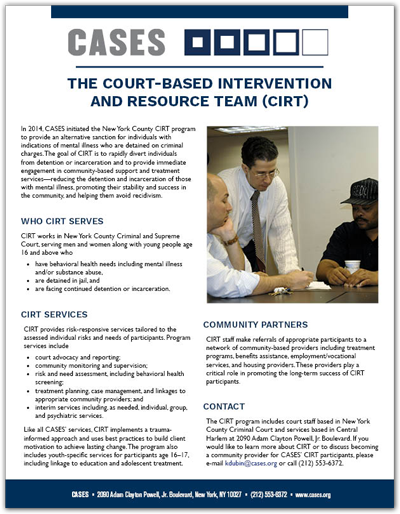 CASES
THE COURT-BASED INTERVENTION
AND RESOURCE TEAM (CIRT)
In 2014, CASES initiated the New York County CIRT program
to provide an alternative sanction for individuals with
indications of mental illness who are detained on criminal
charges. The goal of CIRT is to rapidly divert individuals
from detention or incarceration and to provide immediate
engagement in community-based support and treatment
services—reducing the detention and incarceration of those
with mental illness, promoting their stability and success in
the community, and helping them avoid recidivism.
WHO CIRT SERVES
CIRT works in New York County Criminal and Supreme
Court, serving men and women along with young people age
16 and above who
• have behavioral health needs including mental illness
and/or substance abuse,
• are detained in jail, and
• are facing continued detention or incarceration.
CIRT SERVICES
CIRT provides risk-responsive services tailored to the
assessed individual risks and needs of participants. Program
services include
• court advocacy and reporting;
• community monitoring and supervision;
• risk and need assessment, including behavioral health
screening;
• treatment planning, case management, and linkages to
appropriate community providers; and
• interim services including, as needed, individual, group,
and psychiatric services.
Like all CASES' services, CIRT implements a trauma-
informed approach and uses best practices to build client
motivation to achieve lasting change. The program also
includes youth-specific services for participants age 16–17,
including linkage to education and adolescent treatment.
COMMUNITY PARTNERS
CIRT staff make referrals of appropriate participants to a
network of community-based providers including treatment
programs, benefits assistance, employment/vocational
services, and housing providers. These providers play a
critical role in promoting the long-term success of CIRT
participants.
CONTACT
The CIRT program includes court staff based in New York
County Criminal Court and services based in Central
Harlem at 2090 Adam Clayton Powell, Jr. Boulevard. If you
would like to learn more about CIRT or to discuss becoming
a community provider for CASES' CIRT participants, please
e-mail kdubin@cases.org or call (212) 553-6372.
CASES • 2090 Adam Clayton Powell, Jr. Boulevard, New York, NY 10027 • (212) 553-6372 • www.cases.org